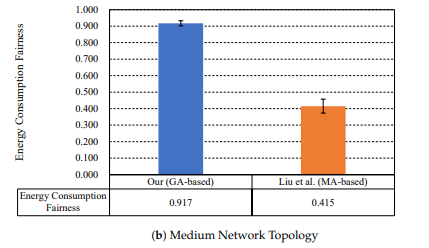 Energy Consumption Fairness
1.000
0.900
0.800
0.700
0.600
0.500
0.400
0.300
0.200
0.100
0.000
Our (GA-based) Liu et al. (MA-based)
Energy Consumption
Fairness
0.917 0.415
(b) Medium Network Topology